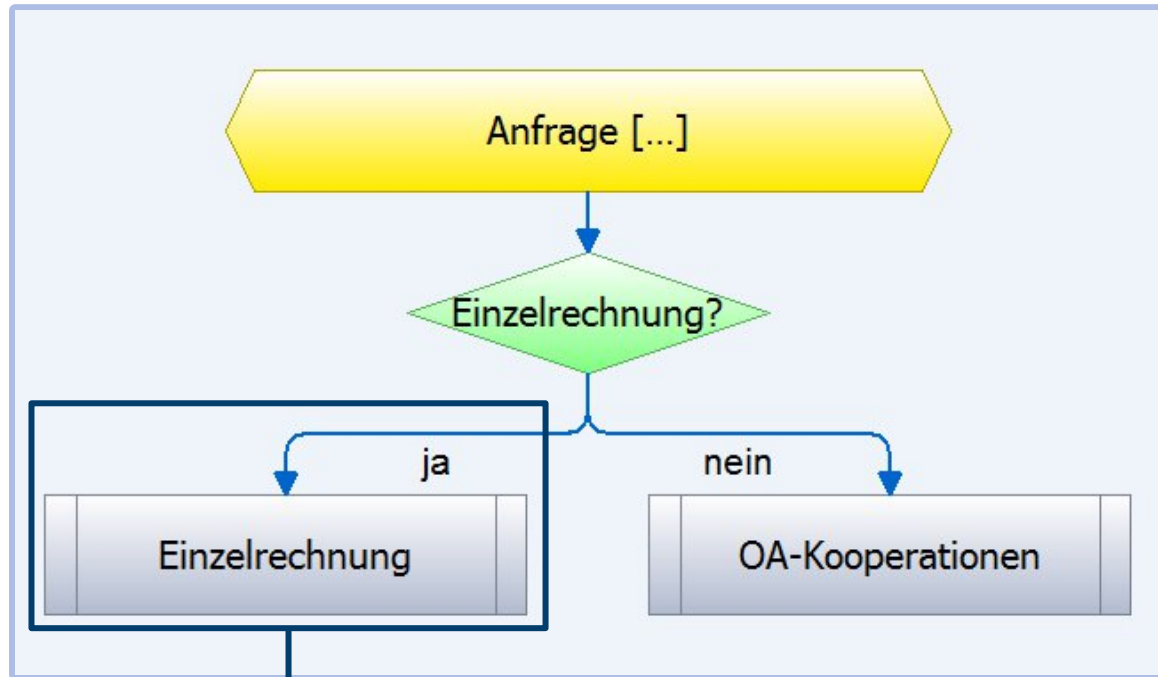 Anfrage [...]
Einzelrechnung?
ja
nein
Einzelrechnung
OA-Kooperationen